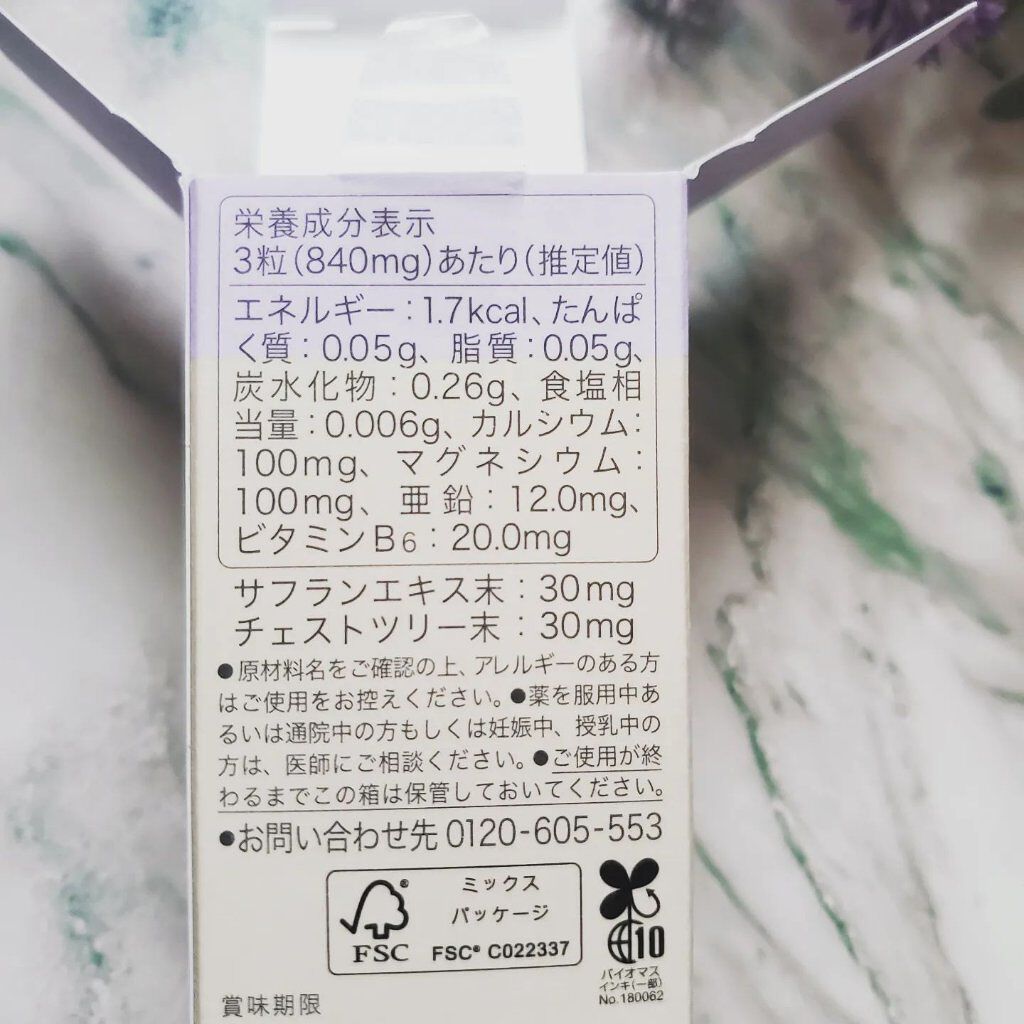 栄養成分表示
3粒(840mg)あたり(推定値)
エネルギー:1.7kcal、たんぱ
く質:0.05g、脂質:0.05g、
炭水化物:0.26g、食塩相
当量:0.006g、カルシウム:
100mg、マグネシウム:
100mg、亜鉛:12.0mg、
ビタミンB6:20.0mg
サフランエキス末:30mg
チェストツリー末:30mg
●原材料名をご確認の上、アレルギーのある方
はご使用をお控えください。●薬を服用中あ
るいは通院中の方もしくは妊娠中、授乳中の
方は、医師にご相談ください。●ご使用が終
わるまでこの箱は保管しておいてください。
●お問い合わせ先 0120-605-553
ミックス
パッケージ
FSC® FSC® C022337
10
バイオマス
インキ(一部)
No.180062
賞味期限